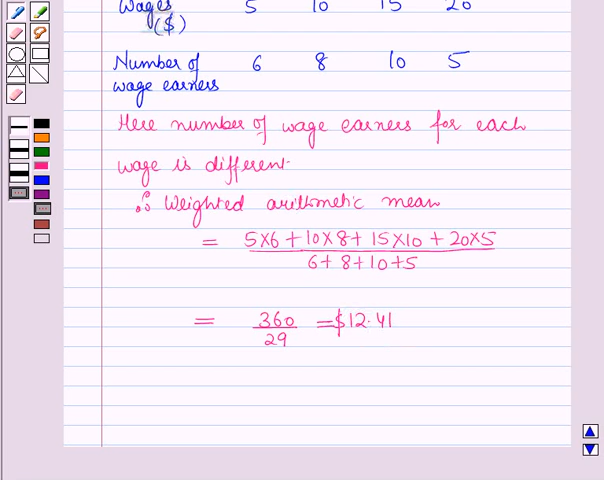 Wages 5 10 15 20
($)
Number of 6 8 10 5
wage earners
Here number of wage earners for each
wage is different.
∴ Weighted arithmetic mean
= 5×6+10×8+15×10+20×5
6+8+10+5
= 360 = $12.41
29